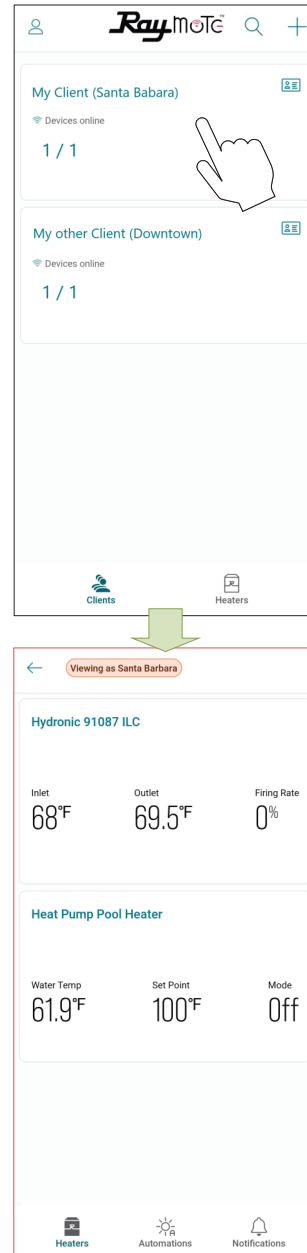 RayMOTE™
My Client (Santa Babara)
Devices online
1 / 1
My other Client (Downtown)
Devices online
1 / 1
Clients Heaters
Viewing as Santa Barbara
Hydronic 91087 ILC
Inlet Outlet Firing Rate
68°F 69.5°F 0%
Heat Pump Pool Heater
Water Temp Set Point Mode
61.9°F 100°F Off
Heaters Automations Notifications